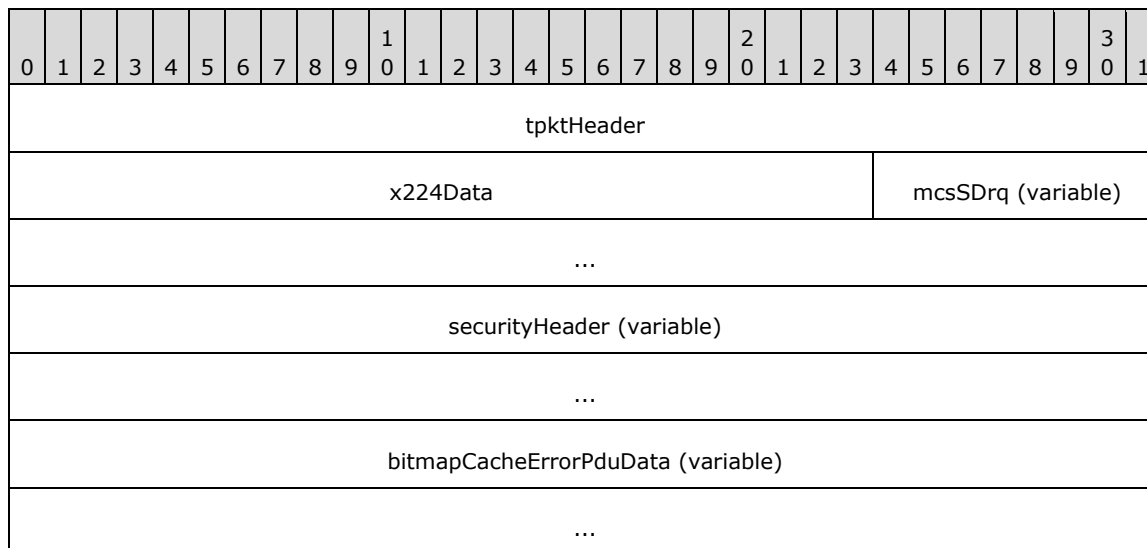 1 2 3
0 1 2 3 4 5 6 7 8 9 0 1 2 3 4 5 6 7 8 9 0 1 2 3 4 5 6 7 8 9 0 1
tpktHeader
x224Data mcsSDrq (variable)
...
securityHeader (variable)
...
bitmapCacheErrorPduData (variable)
...